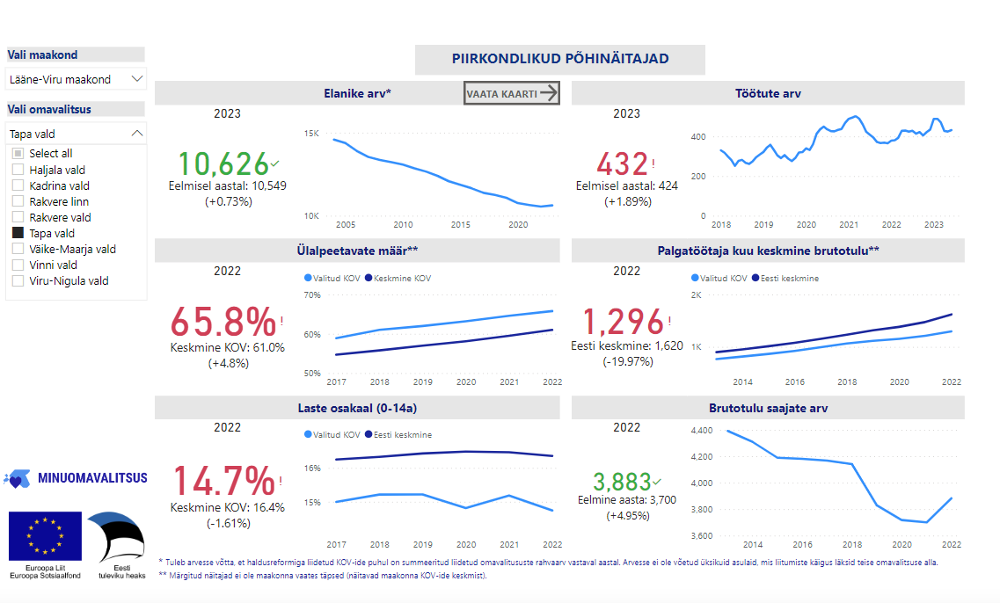 PIIRKONDLIKUD PÕHINÄITAJAD
Vali maakond
Lääne-Viru maakond
Vali omavalitsus
Tapa vald
Select all
Haljala vald
Kadrina vald
Rakvere linn
Rakvere vald
Tapa vald
Väike-Maarja vald
Vinni vald
Viru-Nigula vald
Elanike arv*
VAATA KAARTI
2023
10,626
Eelmisel aastal: 10,549
(+0.73%)
15K
10K
2005 2010 2015 2020
Töötute arv
2023
432!
Eelmisel aastal: 424
(+1.89%)
400
200
0
2018 2019 2020 2021 2022 2023
Ülalpeetavate määr**
2022
65.8%!
Keskmine KOV: 61.0%
(+4.8%)
Valitud KOV Keskmine KOV
70%
60%
50%
2017 2018 2019 2020 2021 2022
Palgatöötaja kuu keskmine brutotulu**
2022
1,296!
Eesti keskmine: 1,620
(-19.97%)
Valitud KOV Eesti keskmine
2K
1K
2014 2016 2018 2020 2022
Laste osakaal (0-14a)
2022
14.7%!
Keskmine KOV: 16.4%
(-1.61%)
Valitud KOV Eesti keskmine
16%
15%
2017 2018 2019 2020 2021 2022
Brutotulu saajate arv
2022
3,883
Eelmine aasta: 3,700
(+4.95%)
4,400
4,200
4,000
3,800
3,600
2014 2016 2018 2020 2022
MINUOMAVALITSUS
Euroopa Liit
Euroopa Sotsiaalfond
Eesti
tuleviku heaks
* Tuleb arvesse võtta, et haldusreformiga liidetud KOV-ide puhul on summeeritud liidetud omavalitsuste rahvaarv vastaval aastal. Arvesse ei ole võetud üksikuid asulaid, mis liitumiste käigus läksid teise omavalitsuse alla.
** Märgitud näitajad ei ole maakonna vaates täpsed (näitavad maakonna KOV-ide keskmist).